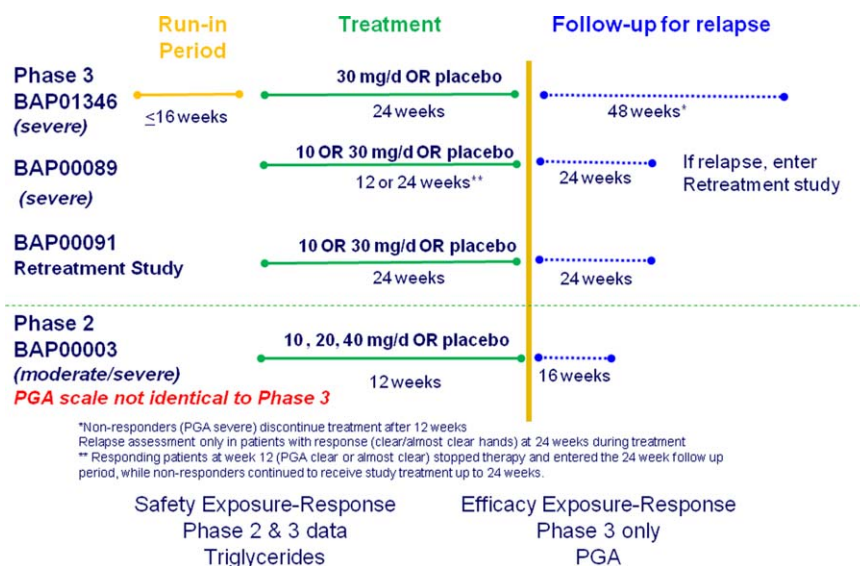 Run-in
Period
Treatment
Follow-up for relapse
Phase 3
BAP01346
(severe)
≤16 weeks
30 mg/d OR placebo
24 weeks
48 weeks*
BAP00089
(severe)
10 OR 30 mg/d OR placebo
12 or 24 weeks**
24 weeks
If relapse, enter
Retreatment study
BAP00091
Retreatment Study
10 OR 30 mg/d OR placebo
24 weeks
24 weeks
Phase 2
BAP00003
(moderate/severe)
PGA scale not identical to Phase 3
10, 20, 40 mg/d OR placebo
12 weeks
16 weeks
*Non-responders (PGA severe) discontinue treatment after 12 weeks
Relapse assessment only in patients with response (clear/almost clear hands) at 24 weeks during treatment
** Responding patients at week 12 (PGA clear or almost clear) stopped therapy and entered the 24 week follow up
period, while non-responders continued to receive study treatment up to 24 weeks.
Safety Exposure-Response
Phase 2 & 3 data
Triglycerides
Efficacy Exposure-Response
Phase 3 only
PGA